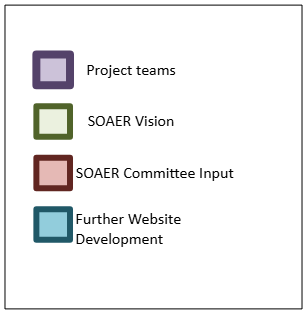 Project teams
SOAER Vision
SOAER Committee Input
Further Website
Development